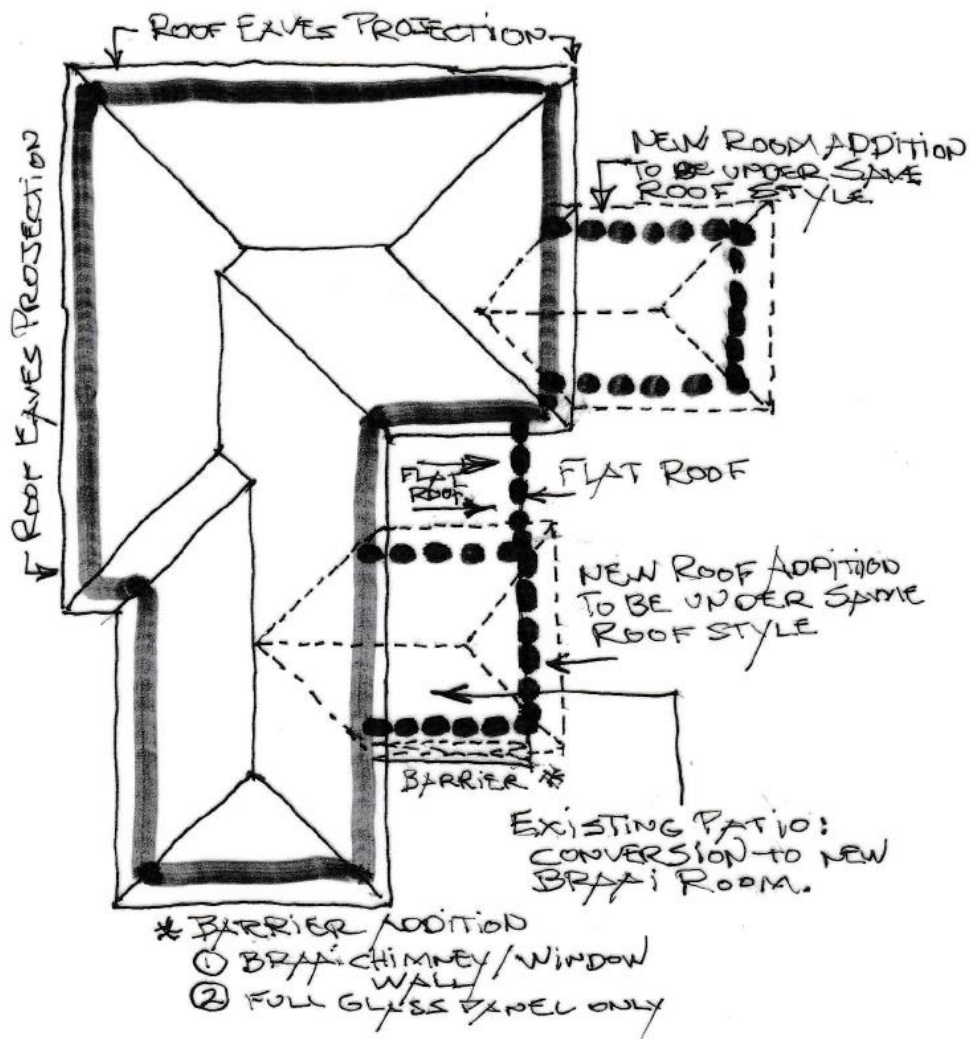 ROOF EAVES PROJECTION
ROOF EAVES PROJECTION
NEW ROOM ADDITION
TO BE UNDER SAVE
ROOF STYLE
FLAT
ROOF
FLAT ROOF
NEW ROOF ADDITION
TO BE UNDER SAME
ROOF STYLE
BARRIER *
EXISTING PATIO:
CONVERSION TO NEW
BRAAI ROOM.
* BARRIER ADDITION
① BRAAI CHIMNEY/WINDOW
WALL
② FULL GLASS PANEL ONLY